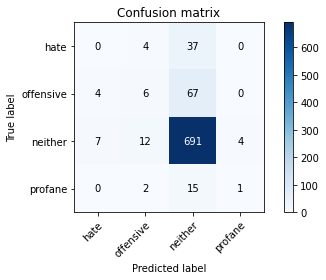 Confusion matrix
True label
hate 0 4 37 0
offensive 4 6 67 0
neither 7 12 691 4
profane 0 2 15 1
hate offensive neither profane
Predicted label
600
500
400
300
200
100
0